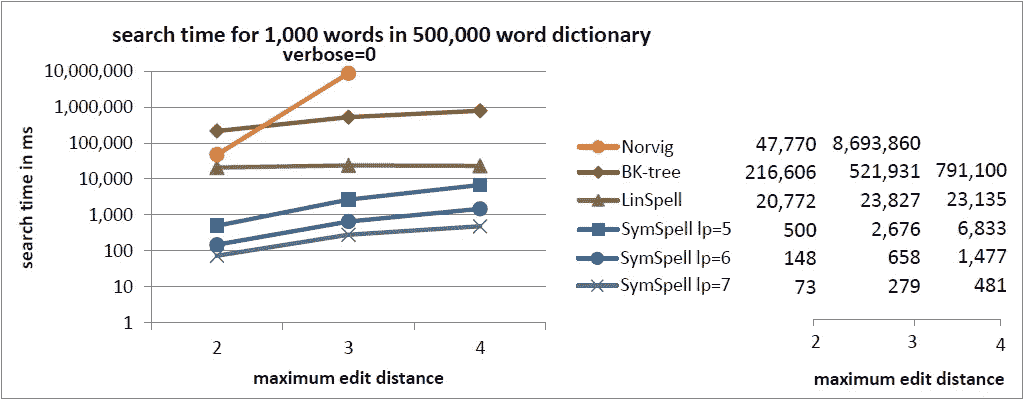 search time for 1,000 words in 500,000 word dictionary
verbose=0
search time in ms
10,000,000
1,000,000
100,000
10,000
1,000
100
10
1
2 3 4
maximum edit distance
Norvig 47,770 8,693,860
BK-tree 216,606 521,931 791,100
LinSpell 20,772 23,827 23,135
SymSpell lp=5 500 2,676 6,833
SymSpell lp=6 148 658 1,477
SymSpell lp=7 73 279 481
2 3 4
maximum edit distance